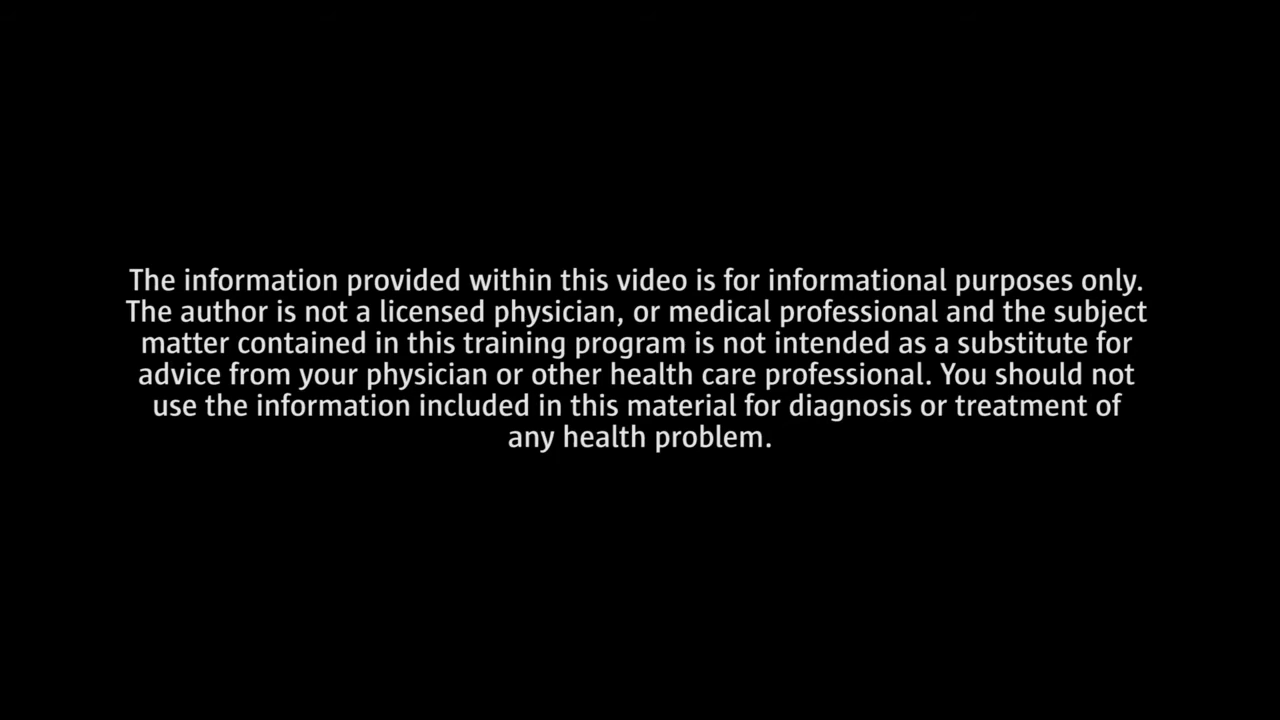 The information provided within this video is for informational purposes only.
The author is not a licensed physician, or medical professional and the subject
matter contained in this training program is not intended as a substitute for
advice from your physician or other health care professional. You should not
use the information included in this material for diagnosis or treatment of
any health problem.